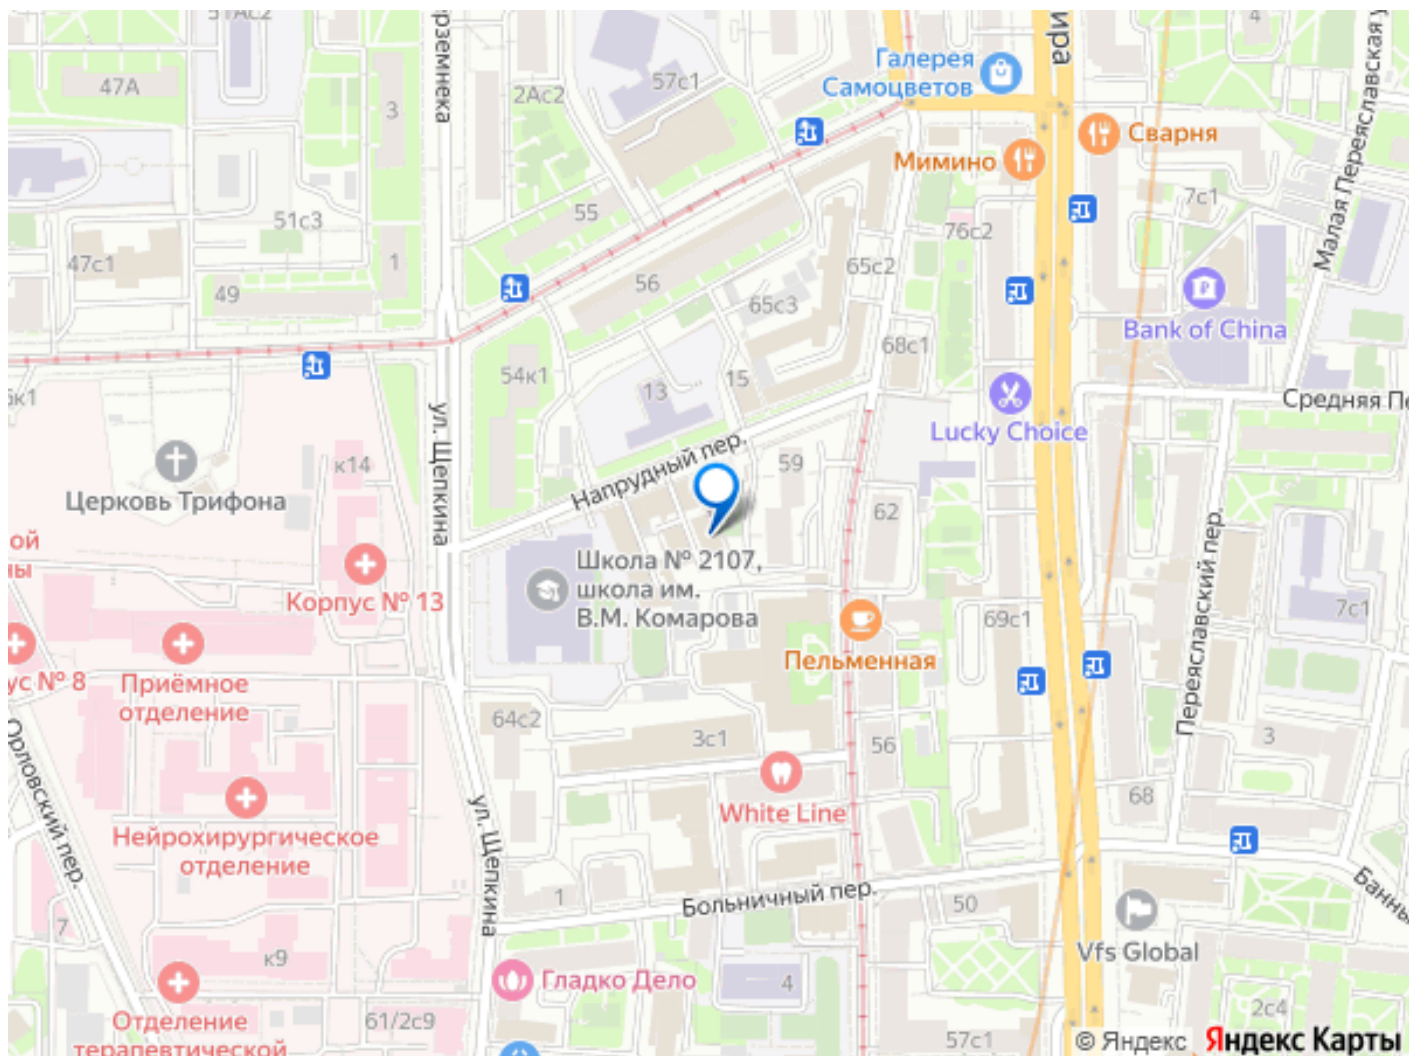 47А
3
2Ас2
57с1
Галерея
Самоцветов
ира
4
Малая Переяславская у
Сварня
Мимино
7с1
51с3
55
76с2
47с1
1
65с2
49
56
65с3
Bank of China
68с1
54к1
13
15
Средняя Пе
Lucky Choice
ул. Щепкина
Напрудный пер.
59
к14
Церковь Трифона
62
ой
ны
Школа № 2107,
школа им.
В.М. Комарова
Корпус № 13
Переяславский пер.
7с1
69с1
Пельменная
ус № 8
Приёмное
отделение
64с2
3с1
56
3
Орловский пер.
White Line
68
ул. Щепкина
Нейрохирургическое
отделение
Больничный пер.
1
50
Банны
7
Vfs Global
к9
Гладко Дело
4
2с4
Отделение
терапевтической
61/2с9
57с1
© Яндекс Яндекс Карты